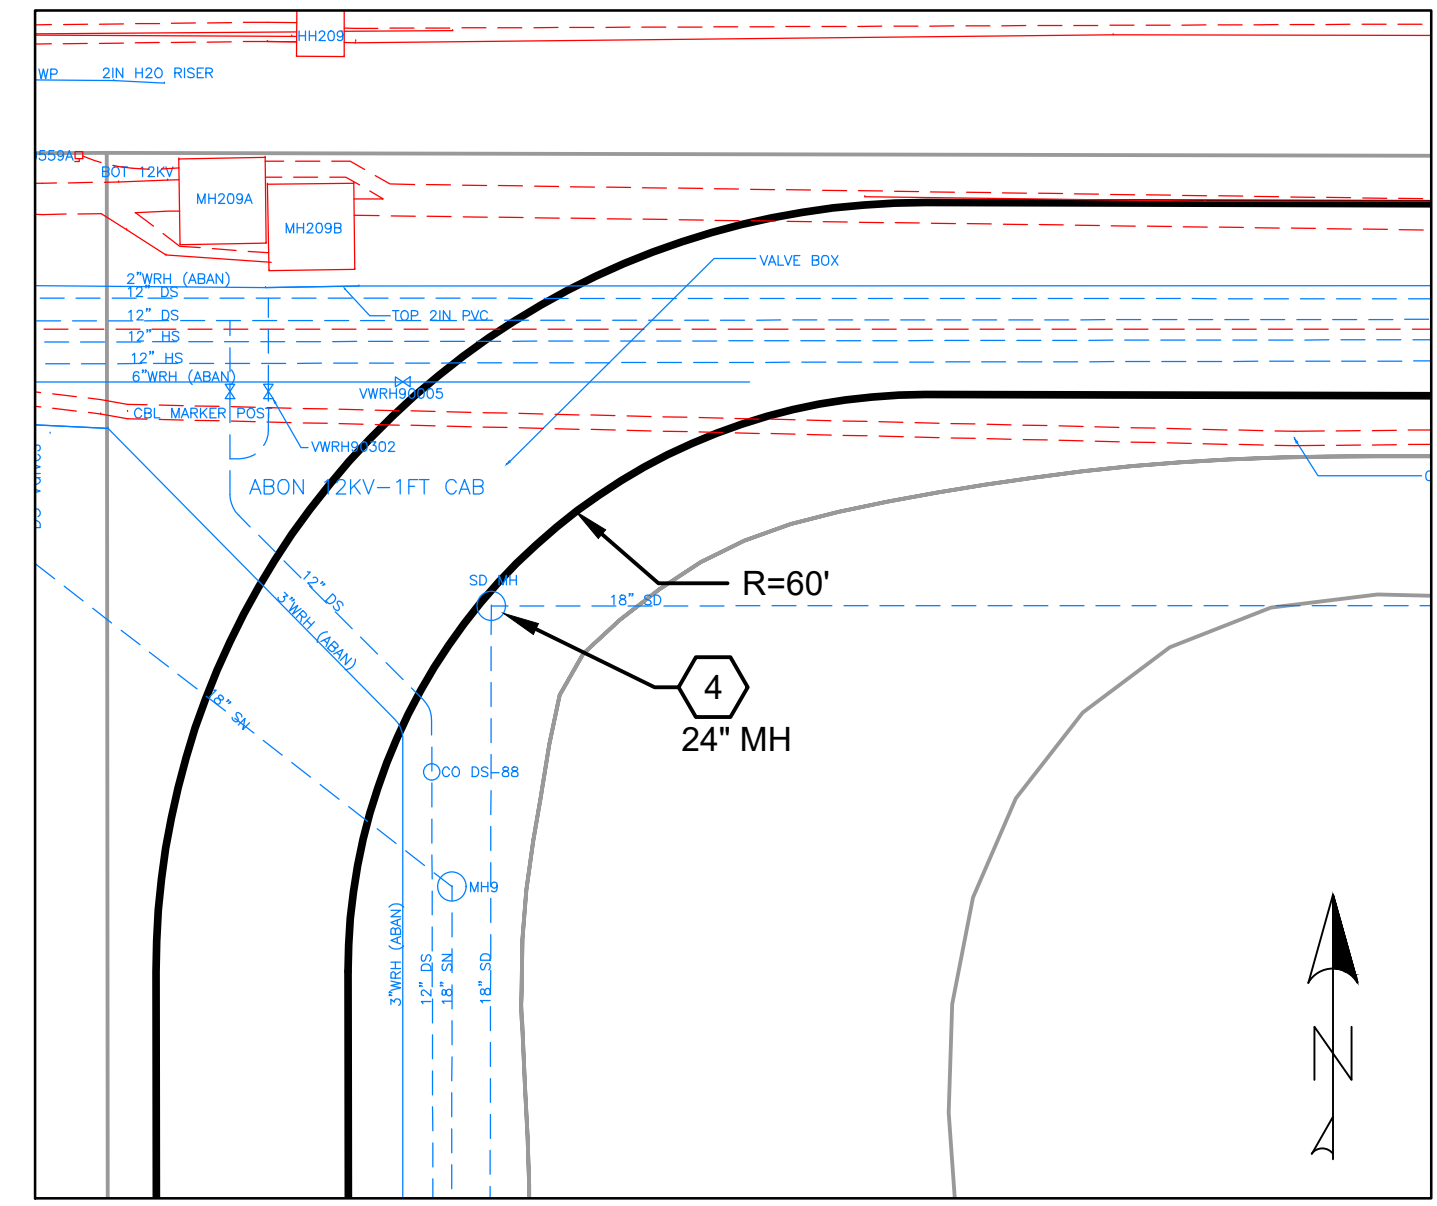 HH209
WP 2IN H2O RISER
559A
BOT 12KV
MH209A
MH209B
VALVE BOX
2"WRH (ABAN)
12" DS
12" DS
TOP 2IN PVC
12" HS
12" HS
6"WRH (ABAN)
VWRH90005
CBL MARKER POST
VWRH90302
ABON 12KV-1FT CAB
SD MH
R=60'
12" DS
18" SD
3"WRH (ABAN)
4
18" SN
24" MH
CO DS-88
MH9
3"WRH (ABAN)
12" DS
18" SN
18" SD
N